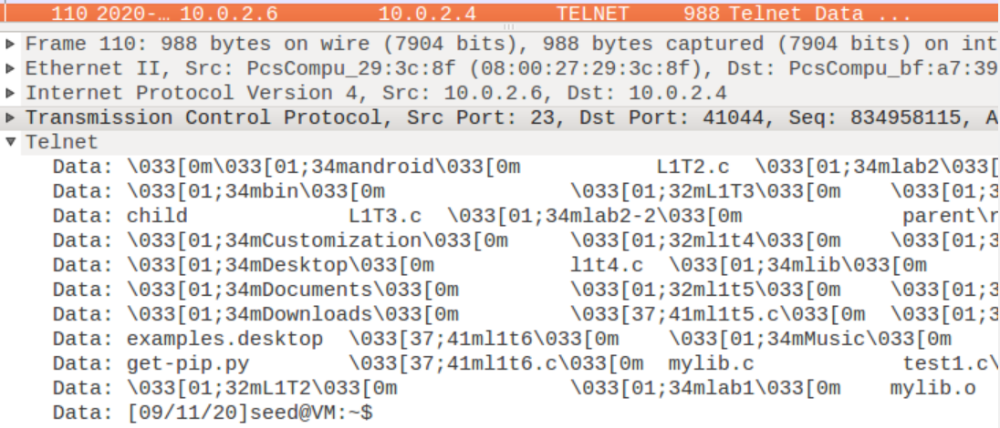 110 2020-… 10.0.2.6 10.0.2.4 TELNET 988 Telnet Data ...
Frame 110: 988 bytes on wire (7904 bits), 988 bytes captured (7904 bits) on int
Ethernet II, Src: PcsCompu_29:3c:8f (08:00:27:29:3c:8f), Dst: PcsCompu_bf:a7:39
Internet Protocol Version 4, Src: 10.0.2.6, Dst: 10.0.2.4
Transmission Control Protocol, Src Port: 23, Dst Port: 41044, Seq: 834958115, A
Telnet
Data: \033[0m\033[01;34mandroid\033[0m L1T2.c \033[01;34mlab2\033[
Data: \033[01;34mbin\033[0m \033[01;32mL1T3\033[0m \033[01;3
Data: child L1T3.c \033[01;34mlab2-2\033[0m parent\r
Data: \033[01;34mCustomization\033[0m \033[01;32ml1t4\033[0m \033[01;3
Data: \033[01;34mDesktop\033[0m l1t4.c \033[01;34mlib\033[0m
Data: \033[01;34mDocuments\033[0m \033[01;32ml1t5\033[0m \033[01;3
Data: \033[01;34mDownloads\033[0m \033[37;41ml1t5.c\033[0m \033[01;3
Data: examples.desktop \033[37;41ml1t6\033[0m \033[01;34mMusic\033[0m
Data: get-pip.py \033[37;41ml1t6.c\033[0m mylib.c test1.c\
Data: \033[01;32mL1T2\033[0m \033[01;34mlab1\033[0m mylib.o
Data: [09/11/20]seed@VM:~$